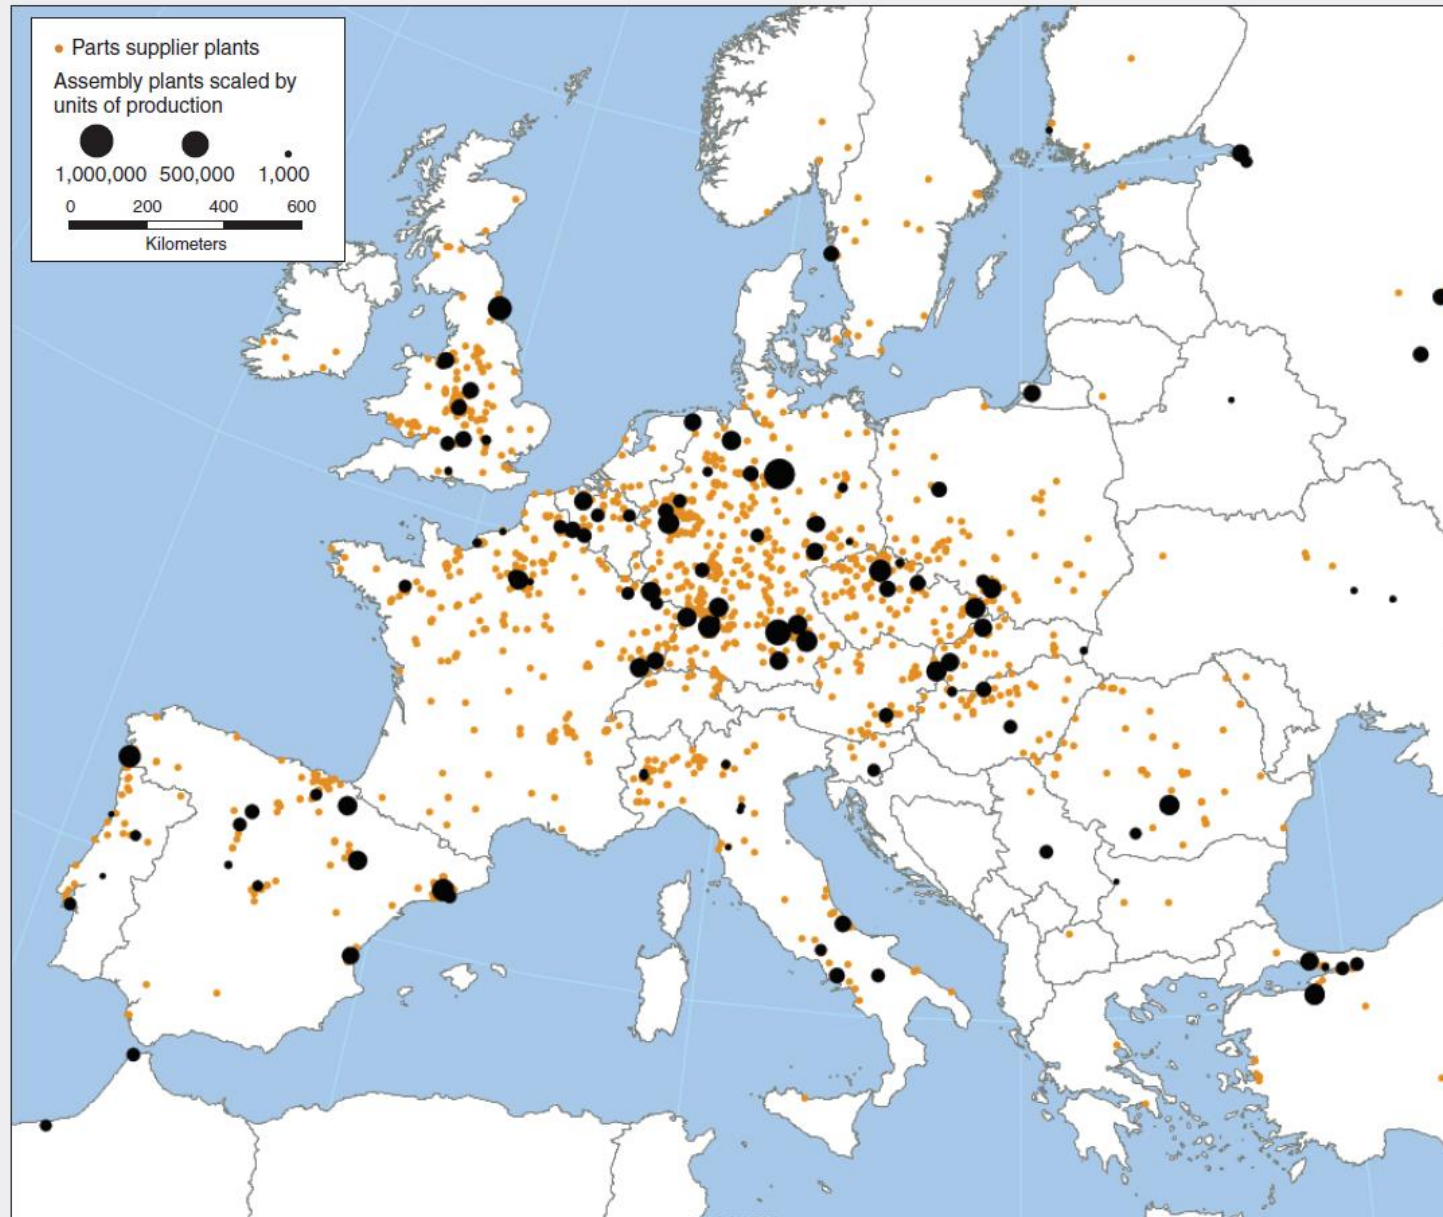 Parts supplier plants
Assembly plants scaled by
units of production
1,000,000 500,000 1,000
0 200 400 600
Kilometers